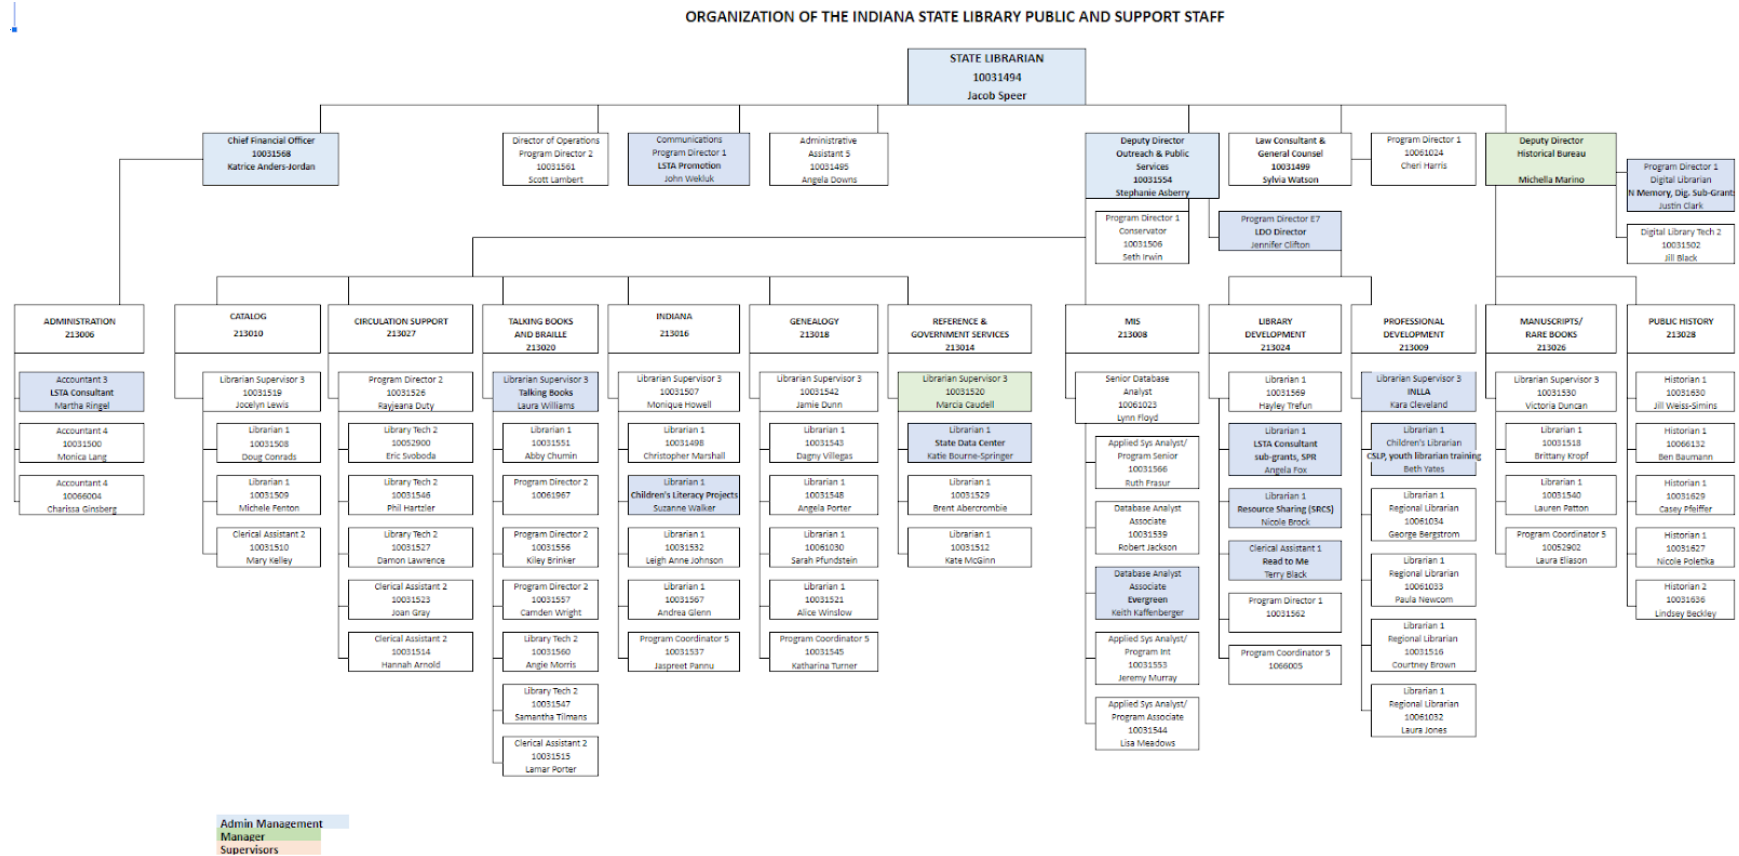 ORGANIZATION OF THE INDIANA STATE LIBRARY PUBLIC AND SUPPORT STAFF
STATE LIBRARIAN
10031494
Jacob Speer
Chief Financial Officer
10031568
Katrice Anders-Jordan
Director of Operations
Program Director 2
10031561
Scott Lambert
Communications
Program Director 1
LSTA Promotion
John Wekluk
Administrative
Assistant 5
10031495
Angela Downs
Deputy Director
Outreach & Public
Services
10031554
Stephanie Asberry
Law Consultant &
General Counsel
10031499
Sylvia Watson
Program Director 1
10061024
Cheri Harris
Deputy Director
Historical Bureau
Michella Marino
Program Director 1
Digital Librarian
N Memory, Dig. Sub-Grant
Justin Clark
Program Director 1
Conservator
10031506
Seth Irwin
Program Director E7
LDO Director
Jennifer Clifton
Digital Library Tech 2
10031502
Jill Black
ADMINISTRATION
213006
Accountant 3
LSTA Consultant
Martha Ringel
Accountant 4
10031500
Monica Lang
Accountant 4
10066004
Charissa Ginsberg
CATALOG
213010
Librarian Supervisor 3
10031519
Jocelyn Lewis
Librarian 1
10031508
Doug Conrads
Librarian 1
10031509
Michele Fenton
Clerical Assistant 2
10031510
Mary Kelley
CIRCULATION SUPPORT
213027
Program Director 2
10031526
Rayjeana Duty
Library Tech 2
10052900
Eric Svoboda
Library Tech 2
10031546
Phil Hartzler
Library Tech 2
10031527
Damon Lawrence
Clerical Assistant 2
10031523
Joan Gray
Clerical Assistant 2
10031514
Hannah Arnold
TALKING BOOKS
AND BRAILLE
213020
Librarian Supervisor 3
Talking Books
Laura Williams
Librarian 1
10031551
Abby Chumin
Program Director 2
10061967
Program Director 2
10031556
Kiley Brinker
Program Director 2
10031557
Camden Wright
Library Tech 2
10031560
Angie Morris
Library Tech 2
10031547
Samantha Tilmans
Clerical Assistant 2
10031515
Lamar Porter
INDIANA
213016
Librarian Supervisor 3
10031507
Monique Howell
Librarian 1
10031498
Christopher Marshall
Librarian 1
Children's Literacy Projects
Suzanne Walker
Librarian 1
10031532
Leigh Anne Johnson
Librarian 1
10031567
Andrea Glenn
Program Coordinator 5
10031537
Jaspreet Pannu
GENEALOGY
213018
Librarian Supervisor 3
10031542
Jamie Dunn
Librarian 1
10031543
Dagny Villegas
Librarian 1
10031548
Angela Porter
Librarian 1
10061030
Sarah Pfundstein
Librarian 1
10031521
Alice Winslow
Program Coordinator 5
10031545
Katharina Turner
REFERENCE &
GOVERNMENT SERVICES
213014
Librarian Supervisor 3
10031520
Marcia Caudell
Librarian 1
State Data Center
Katie Bourne-Springer
Librarian 1
10031529
Brent Abercrombie
Librarian 1
10031512
Kate McGinn
MIS
213008
Senior Database
Analyst
10061023
Lynn Floyd
Applied Sys Analyst/
Program Senior
10031566
Ruth Frasur
Database Analyst
Associate
10031539
Robert Jackson
Database Analyst
Associate
Evergreen
Keith Kaffenberger
Applied Sys Analyst/
Program Int
10031553
Jeremy Murray
Applied Sys Analyst/
Program Associate
10031544
Lisa Meadows
LIBRARY
DEVELOPMENT
213024
Librarian 1
10031569
Hayley Trefun
Librarian 1
LSTA Consultant
sub-grants, SPR
Angela Fox
Librarian 1
Resource Sharing (SRCS)
Nicole Brock
Clerical Assistant 1
Read to Me
Terry Black
Program Director 1
10031562
Program Coordinator 5
1066005
PROFESSIONAL
DEVELOPMENT
213009
Librarian Supervisor 3
INLLA
Kara Cleveland
Librarian 1
Children's Librarian
CSLP, youth librarian training
Beth Yates
Librarian 1
Regional Librarian
10061034
George Bergstrom
Librarian 1
Regional Librarian
10061033
Paula Newcom
Librarian 1
Regional Librarian
10031516
Courtney Brown
Librarian 1
Regional Librarian
10061032
Laura Jones
MANUSCRIPTS/
RARE BOOKS
213026
Librarian Supervisor 3
10031530
Victoria Duncan
Librarian 1
10031518
Brittany Kropf
Librarian 1
10031540
Lauren Patton
Program Coordinator 5
10052902
Laura Eliason
PUBLIC HISTORY
213028
Historian 1
10031630
Jill Weiss-Simins
Historian 1
10066132
Ben Baumann
Historian 1
10031629
Casey Pfeiffer
Historian 1
10031627
Nicole Poletika
Historian 2
10031636
Lindsey Beckley
Admin Management
Manager
Supervisors